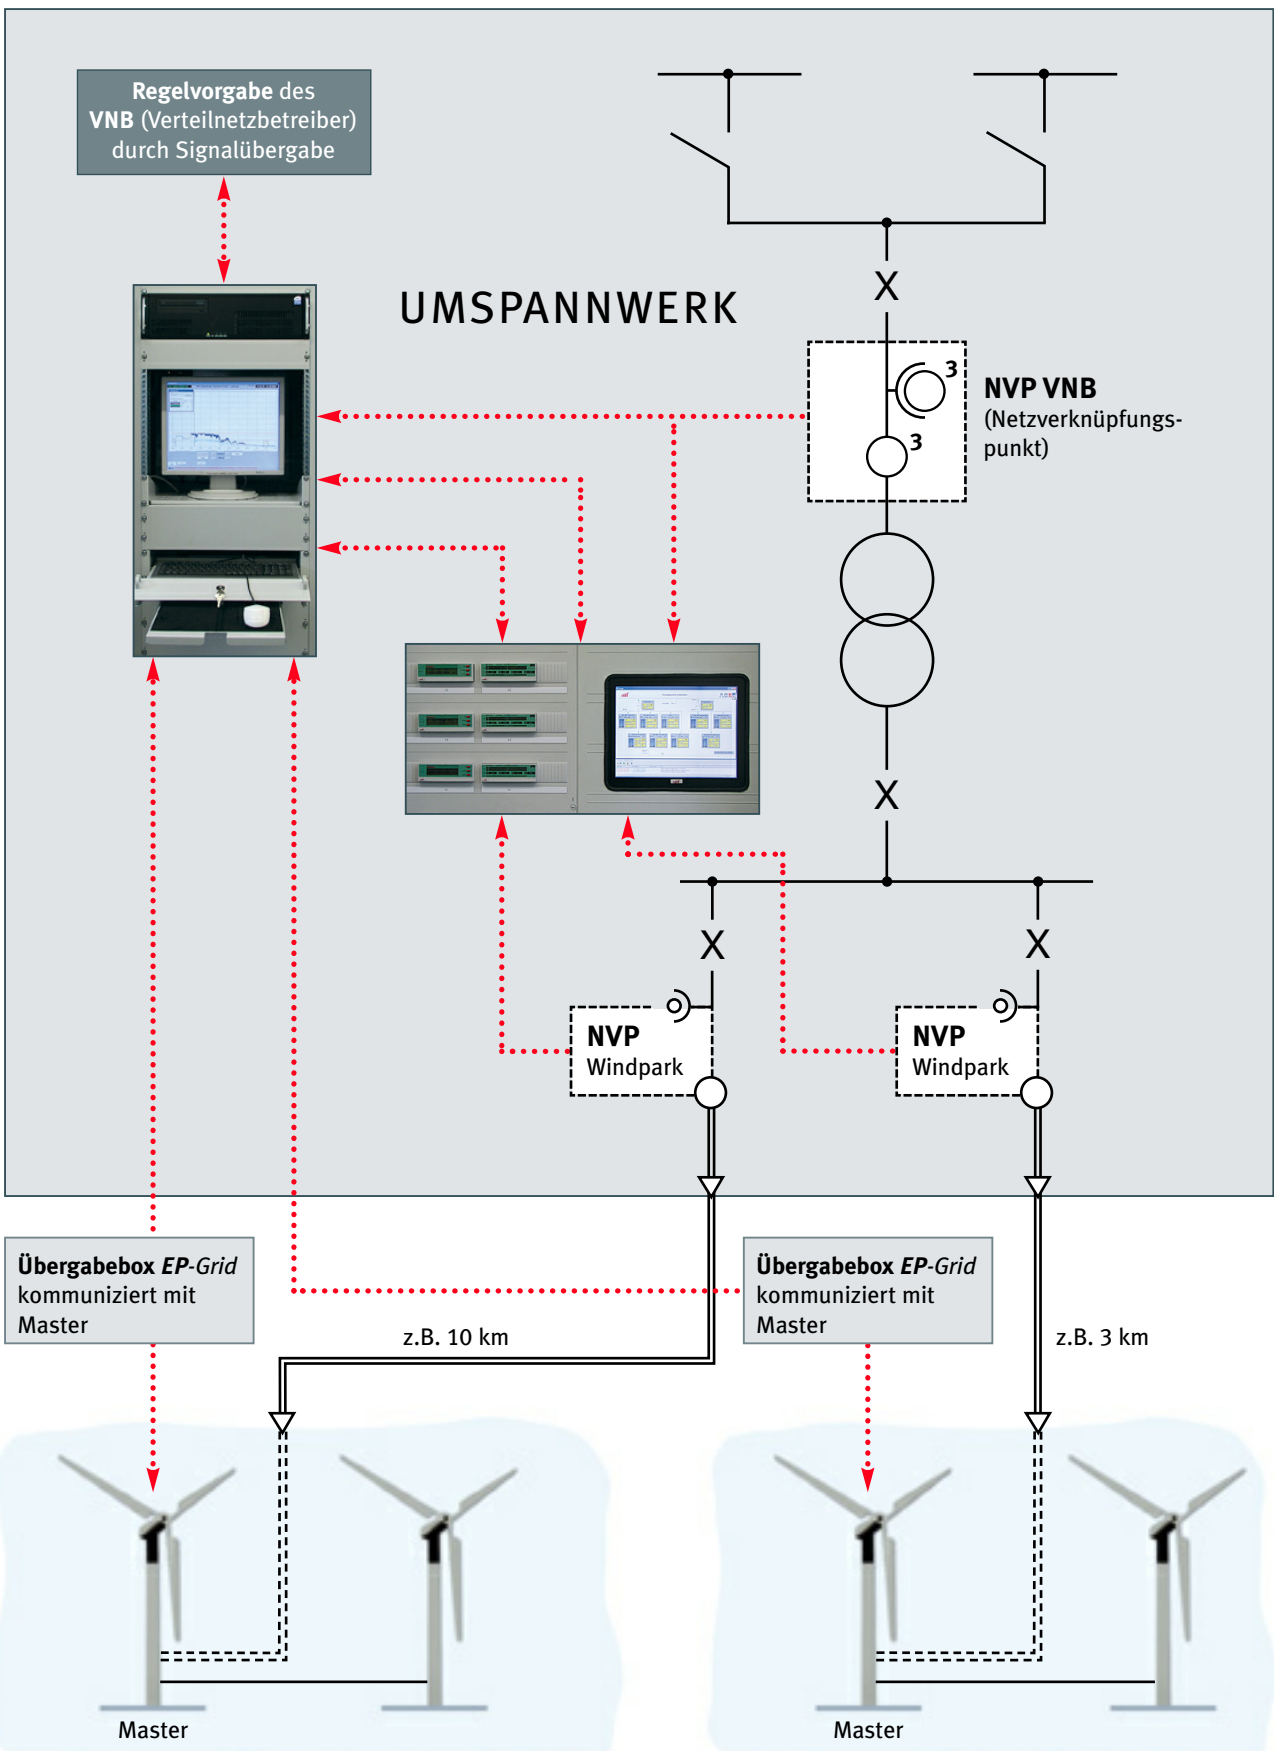 Regelvorgabe des
VNB (Verteilnetzbetreiber)
durch Signalübergabe
UMSPANNWERK
X
3
3
NVP VNB
(Netzverknüpfungs-
punkt)
X
X
X
NVP
Windpark
NVP
Windpark
Übergabebox EP-Grid
kommuniziert mit
Master
Übergabebox EP-Grid
kommuniziert mit
Master
z.B. 10 km
z.B. 3 km
Master
Master